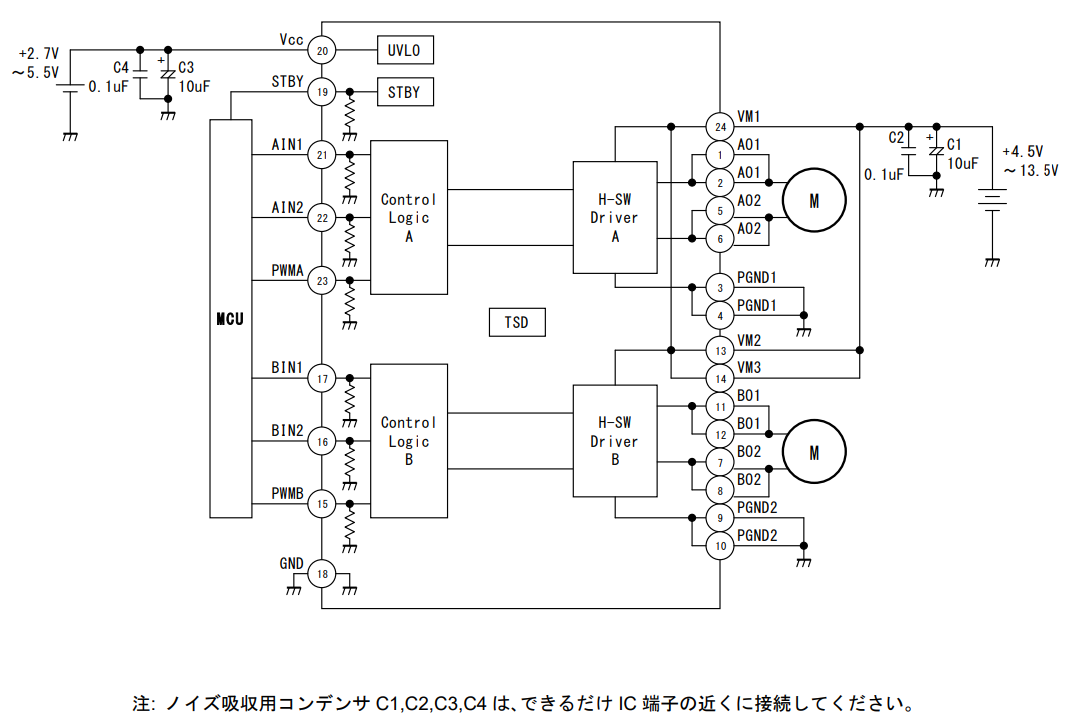 Vcc
20
UVLO
+2.7V
～5.5V
C4
0.1uF
+
C3
10uF
STBY
19
STBY
MCU
AIN1
21
AIN2
22
PWMA
23
Control
Logic
A
H-SW
Driver
A
24
VM1
1
AO1
2
AO1
5
AO2
6
AO2
M
3
PGND1
4
PGND1
C2
0.1uF
+
C1
10uF
+4.5V
～13.5V
TSD
13
VM2
14
VM3
BIN1
17
BIN2
16
PWMB
15
Control
Logic
B
H-SW
Driver
B
11
BO1
12
BO1
7
BO2
8
BO2
M
9
PGND2
10
PGND2
GND
18
注: ノイズ吸収用コンデンサ C1,C2,C3,C4 は、できるだけ IC 端子の近くに接続してください。